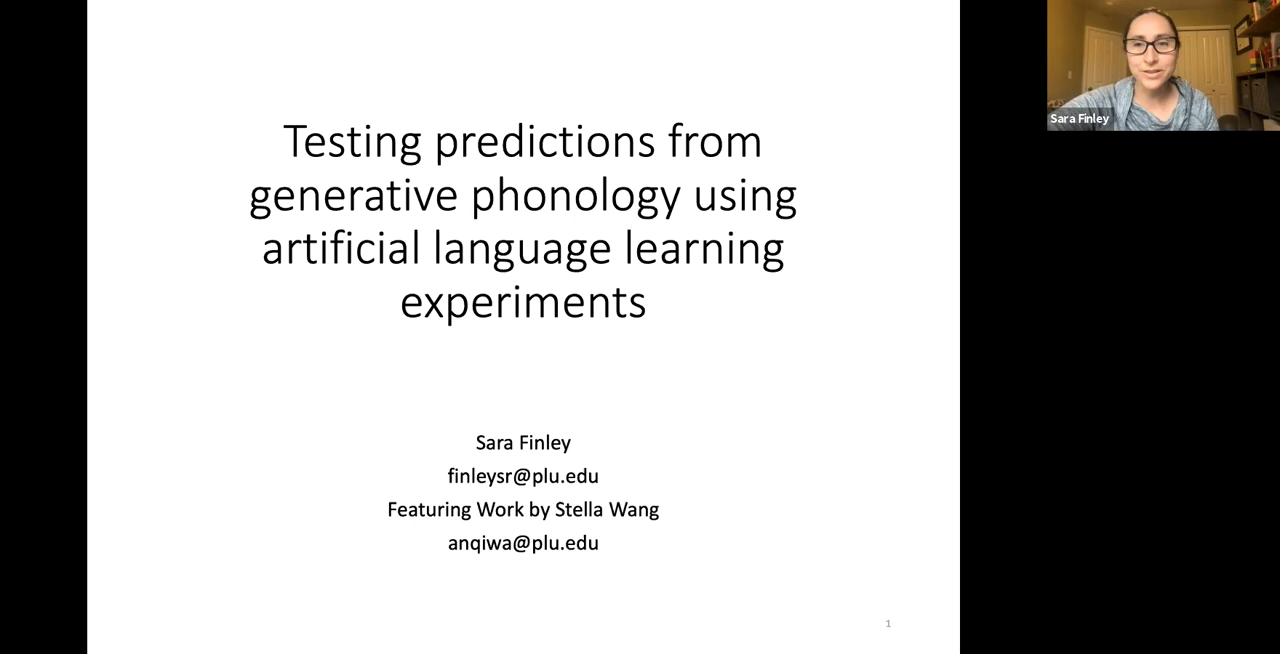 Testing predictions from
generative phonology using
artificial language learning
experiments
Sara Finley
finleysr@plu.edu
Featuring Work by Stella Wang
anqiwa@plu.edu
1
Sara Finley